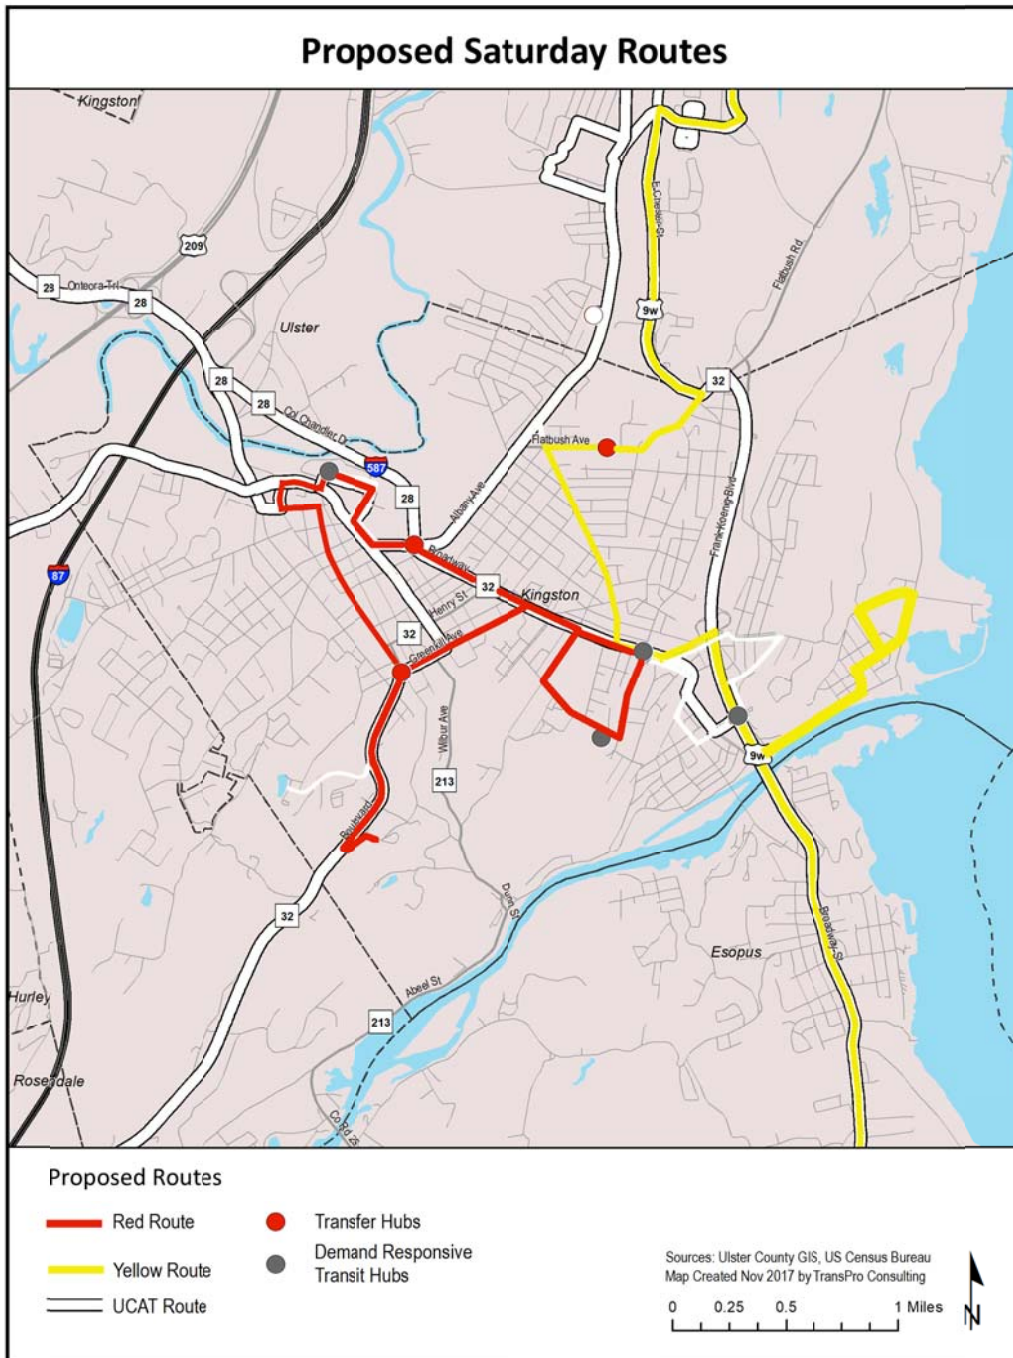 Proposed Saturday Routes
Kingston
E Chester St
209
Flatbush Rd
28
Onteora Trl
28
Ulster
9w
28
32
28
Col Chandler Dr
Flatbush Ave
587
28
Albany Ave
Frank Koenig Blvd
Broadway
87
32
Kingston
Henry St
32
Greenkill Ave
Wilbur Ave
9w
213
Boulevard
Dunn St
32
Broadway St
Esopus
Abeel St
Hurley
213
Rosendale
Co Rd 25
Proposed Routes
Red Route
Transfer Hubs
Yellow Route
Demand Responsive
Transit Hubs
UCAT Route
Sources: Ulster County GIS, US Census Bureau
Map Created Nov 2017 by TransPro Consulting
0 0.25 0.5 1 Miles
N